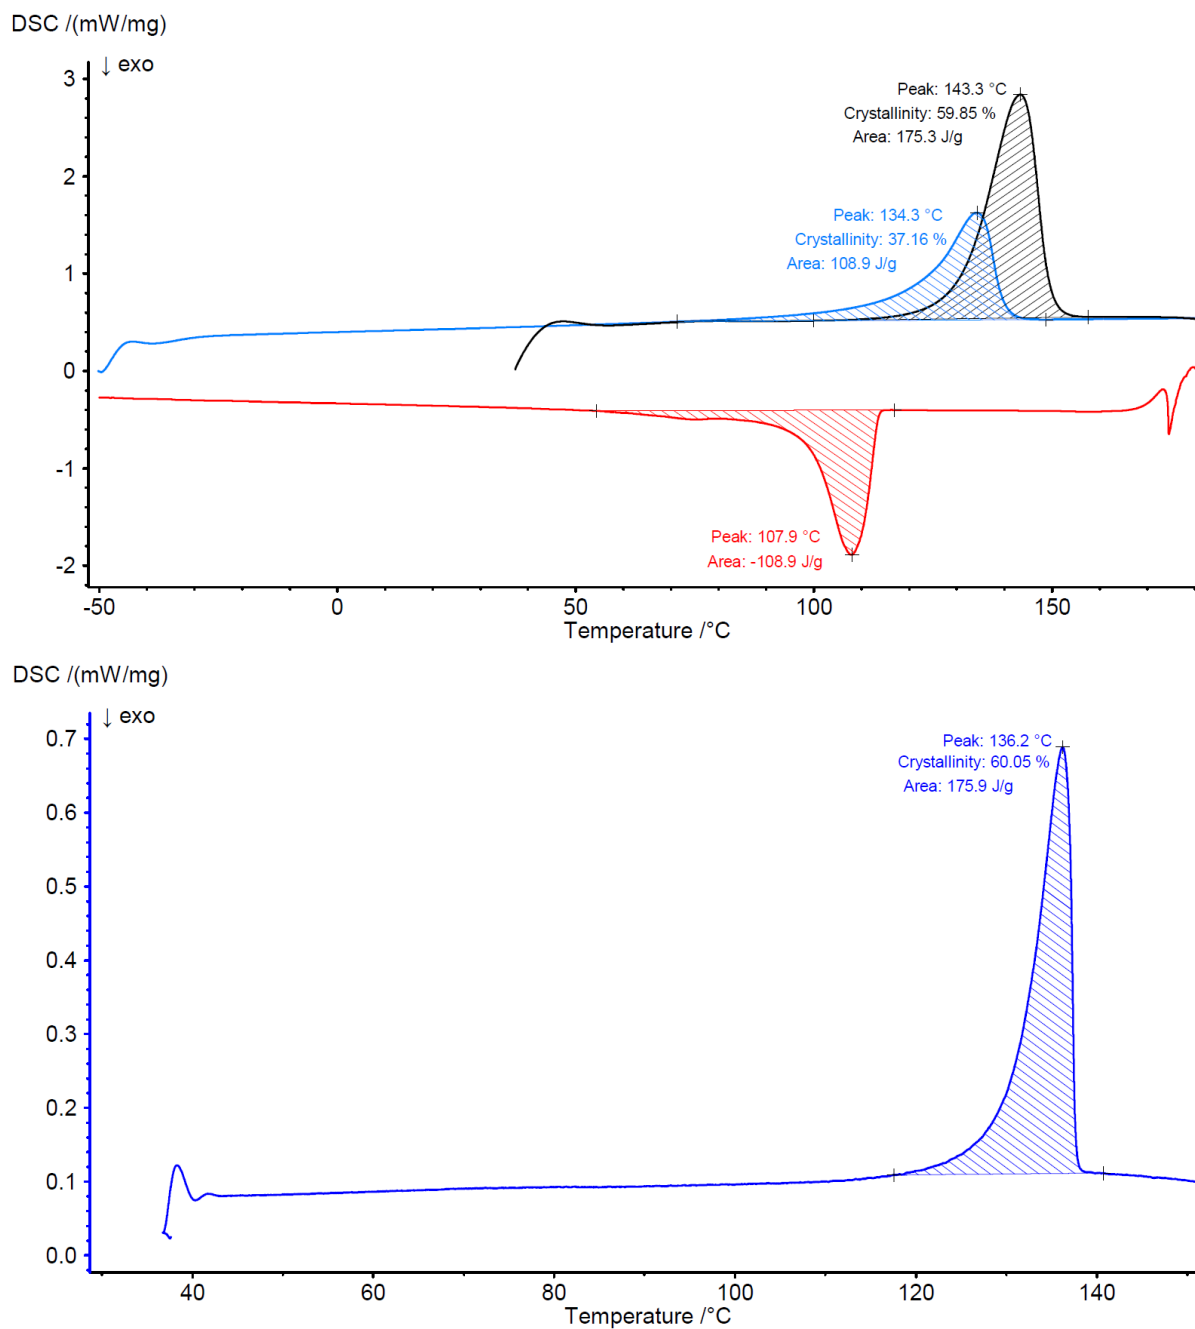 DSC /(mW/mg)
↓ exo
3
2
1
0
-1
-2
Peak: 143.3 °C
Crystallinity: 59.85 %
Area: 175.3 J/g
Peak: 134.3 °C
Crystallinity: 37.16 %
Area: 108.9 J/g
Peak: 107.9 °C
Area: -108.9 J/g
-50 0 50 100 150
Temperature /°C
DSC /(mW/mg)
↓ exo
0.7
0.6
0.5
0.4
0.3
0.2
0.1
0.0
Peak: 136.2 °C
Crystallinity: 60.05 %
Area: 175.9 J/g
40 60 80 100 120 140
Temperature /°C